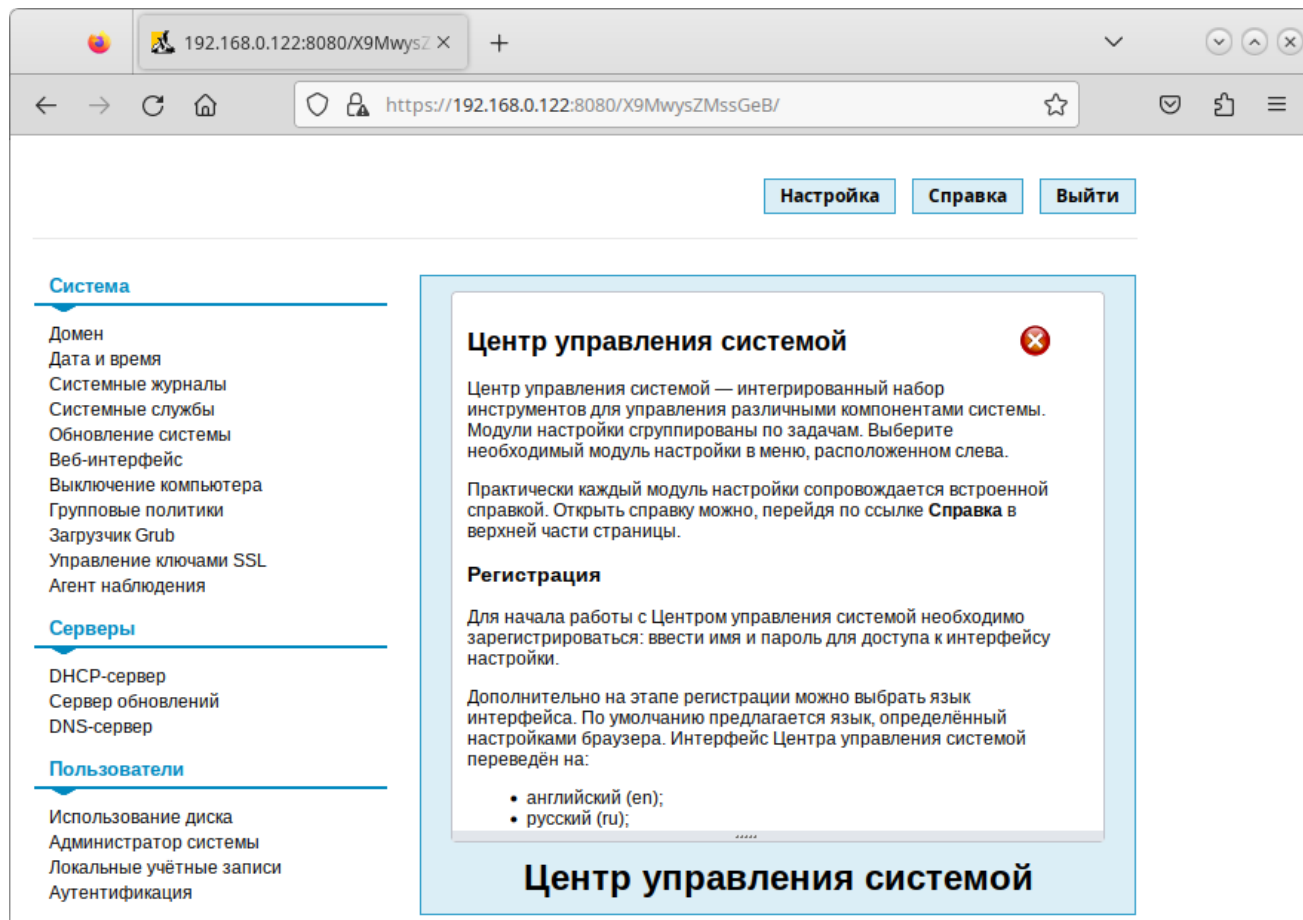 192.168.0.122:8080/X9MwysZ
https://192.168.0.122:8080/X9MwysZMssGeB/
Настройка
Справка
Выйти
Система
Домен
Дата и время
Системные журналы
Системные службы
Обновление системы
Веб-интерфейс
Выключение компьютера
Групповые политики
Загрузчик Grub
Управление ключами SSL
Агент наблюдения
Серверы
DHCP-сервер
Сервер обновлений
DNS-сервер
Пользователи
Использование диска
Администратор системы
Локальные учётные записи
Аутентификация
Центр управления системой
Центр управления системой — интегрированный набор
инструментов для управления различными компонентами системы.
Модули настройки сгруппированы по задачам. Выберите
необходимый модуль настройки в меню, расположенном слева.
Практически каждый модуль настройки сопровождается встроенной
справкой. Открыть справку можно, перейдя по ссылке Справка в
верхней части страницы.
Регистрация
Для начала работы с Центром управления системой необходимо
зарегистрироваться: ввести имя и пароль для доступа к интерфейсу
настройки.
Дополнительно на этапе регистрации можно выбрать язык
интерфейса. По умолчанию предлагается язык, определённый
настройками браузера. Интерфейс Центра управления системой
переведён на:
• английский (en);
• русский (ru);
Центр управления системой